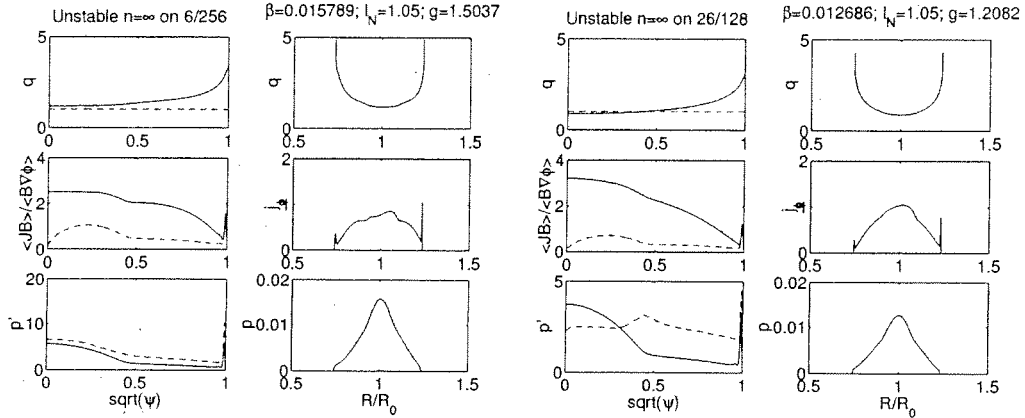 Unstable n=∞ on 6/256
β=0.015789; l_N=1.05; g=1.5037
5
q
0
0 0.5 1
5
q
0
0.5 1 1.5
4
2
0
<JB>/<B∇ϕ>
0 0.5 1
2
1
0
0.5 1 1.5
20
10
0
p'
0 0.5 1
sqrt(ψ)
0.02
0.01
0
p
0.5 1 1.5
R/R_0
Unstable n=∞ on 26/128
β=0.012686; l_N=1.05; g=1.2082
5
q
0
0 0.5 1
5
q
0
0.5 1 1.5
4
2
0
<JB>/<B∇ϕ>
0 0.5 1
2
1
0
0.5 1 1.5
5
0
p'
0 0.5 1
sqrt(ψ)
0.02
0.01
0
p
0.5 1 1.5
R/R_0